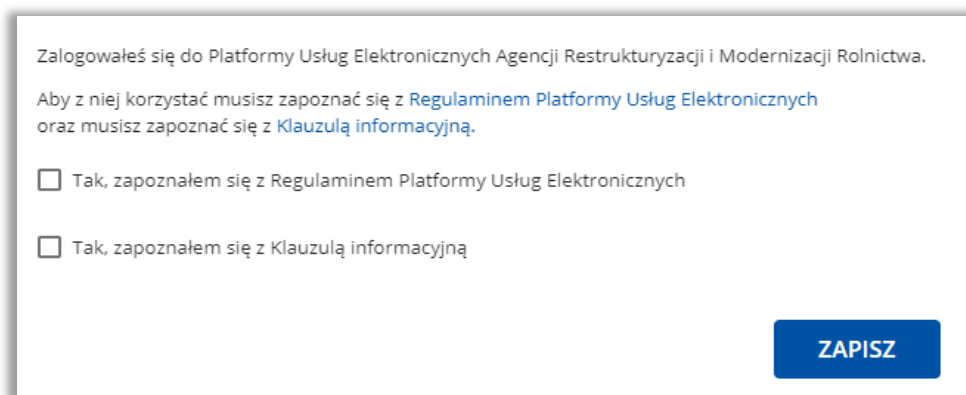 Zalogowałeś się do Platformy Usług Elektronicznych Agencji Restrukturyzacji i Modernizacji Rolnictwa.
Aby z niej korzystać musisz zapoznać się z Regulaminem Platformy Usług Elektronicznych
oraz musisz zapoznać się z Klauzulą informacyjną.
Tak, zapoznałem się z Regulaminem Platformy Usług Elektronicznych
Tak, zapoznałem się z Klauzulą informacyjną
ZAPISZ